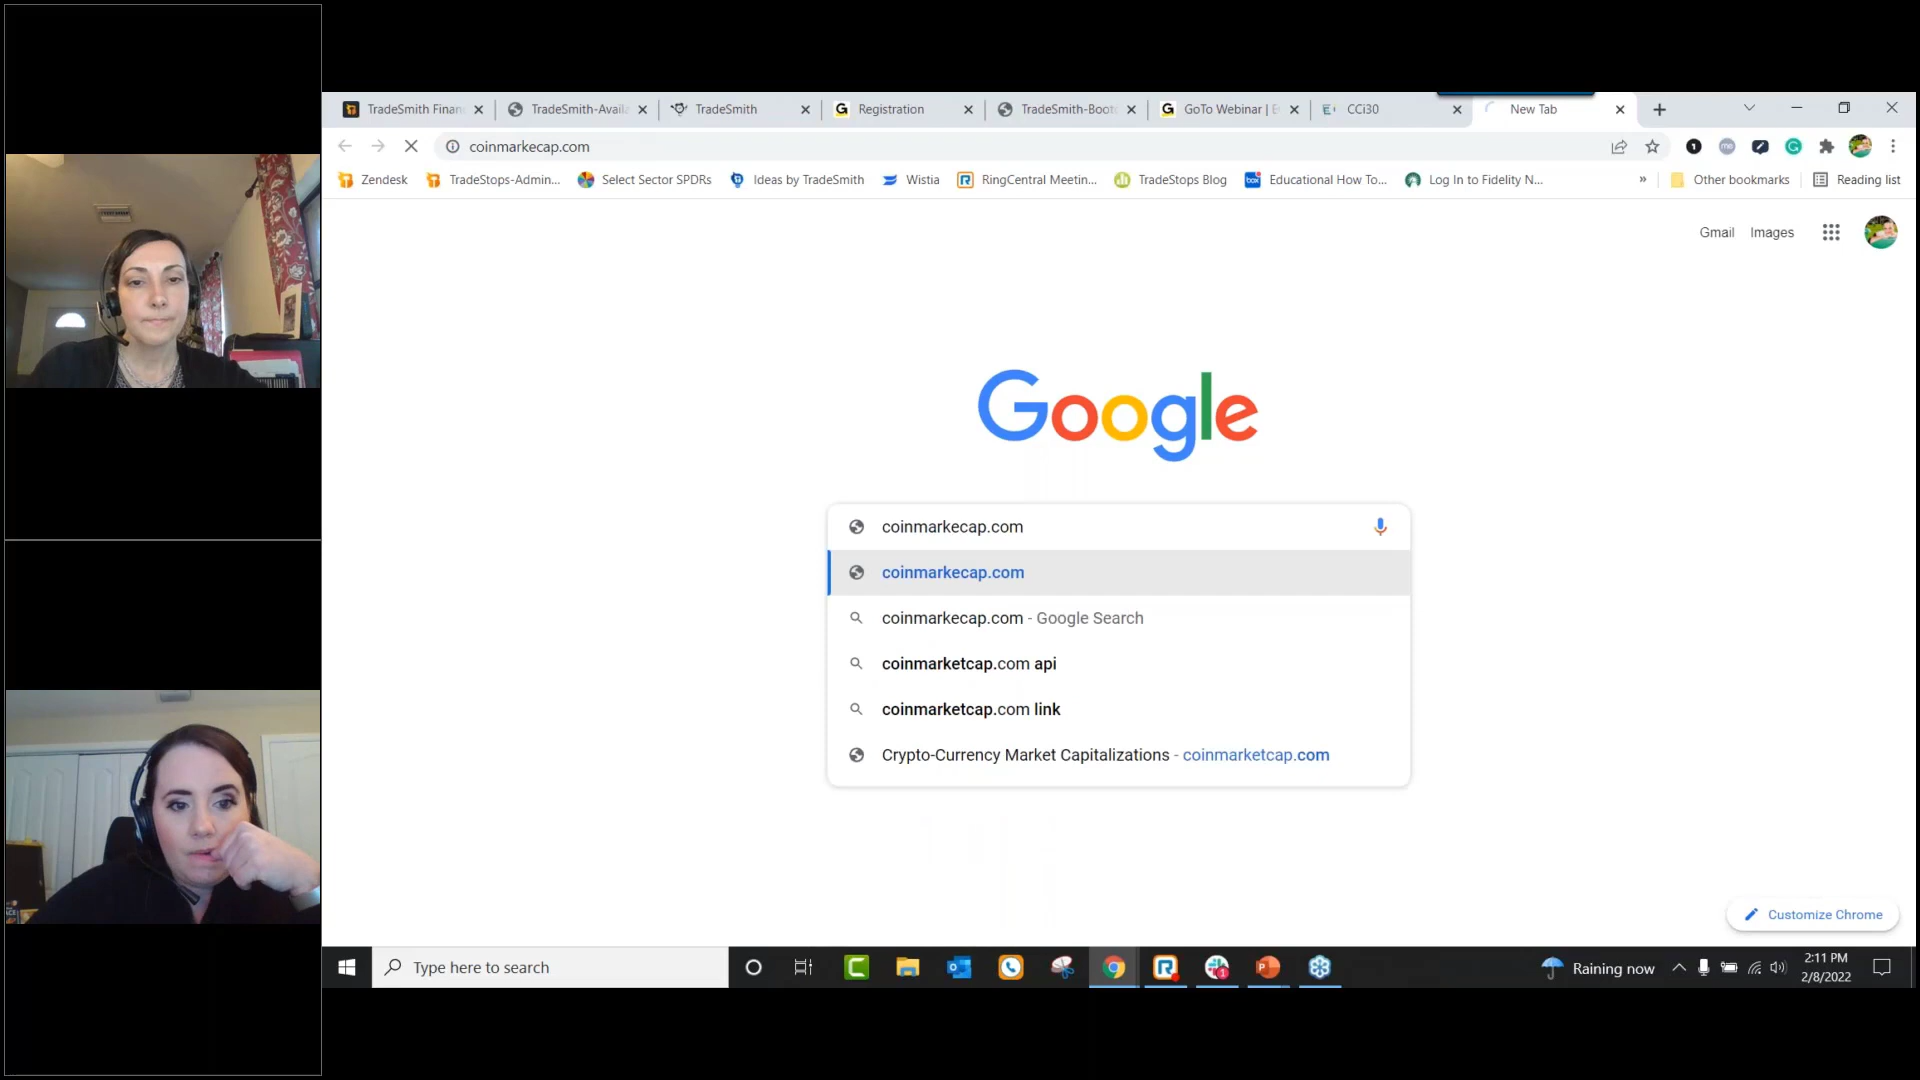 TradeSmith Finan
TradeSmith-Availa
TradeSmith
Registration
TradeSmith-Boot
GoTo Webinar | E
CCi30
New Tab
coinmarkecap.com
Zendesk
TradeStops-Admin...
Select Sector SPDRs
Ideas by TradeSmith
Wistia
RingCentral Meetin...
TradeStops Blog
Educational How To...
Log In to Fidelity N...
»
Other bookmarks
Reading list
Gmail
Images
Google
coinmarkecap.com
coinmarkecap.com
coinmarkecap.com - Google Search
coinmarketcap.com api
coinmarketcap.com link
Crypto-Currency Market Capitalizations - coinmarketcap.com
Customize Chrome
Type here to search
Raining now
2:11 PM
2/8/2022